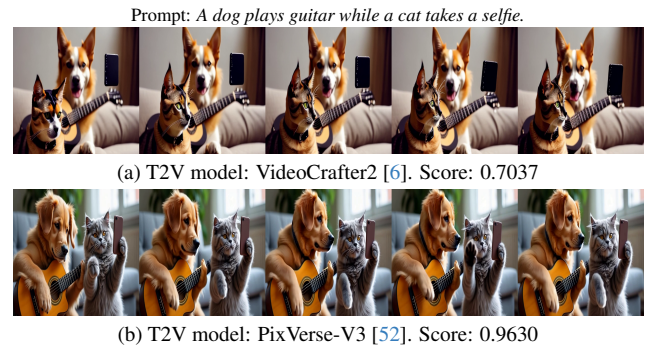 Prompt: A dog plays guitar while a cat takes a selfie.
(a) T2V model: VideoCrafter2 [6]. Score: 0.7037
(b) T2V model: PixVerse-V3 [52]. Score: 0.9630